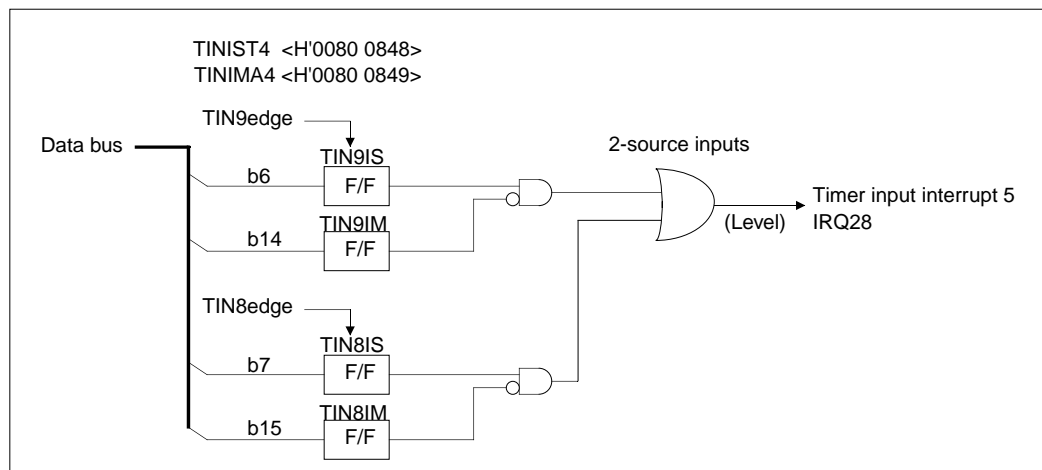 TINIST4 <H'0080 0848>
TINIMA4 <H'0080 0849>
TIN9edge
Data bus
TIN9IS
2-source inputs
b6
F/F
Timer input interrupt 5
(Level)
IRQ28
TIN9IM
b14
F/F
TIN8edge
TIN8IS
b7
F/F
TIN8IM
b15
F/F